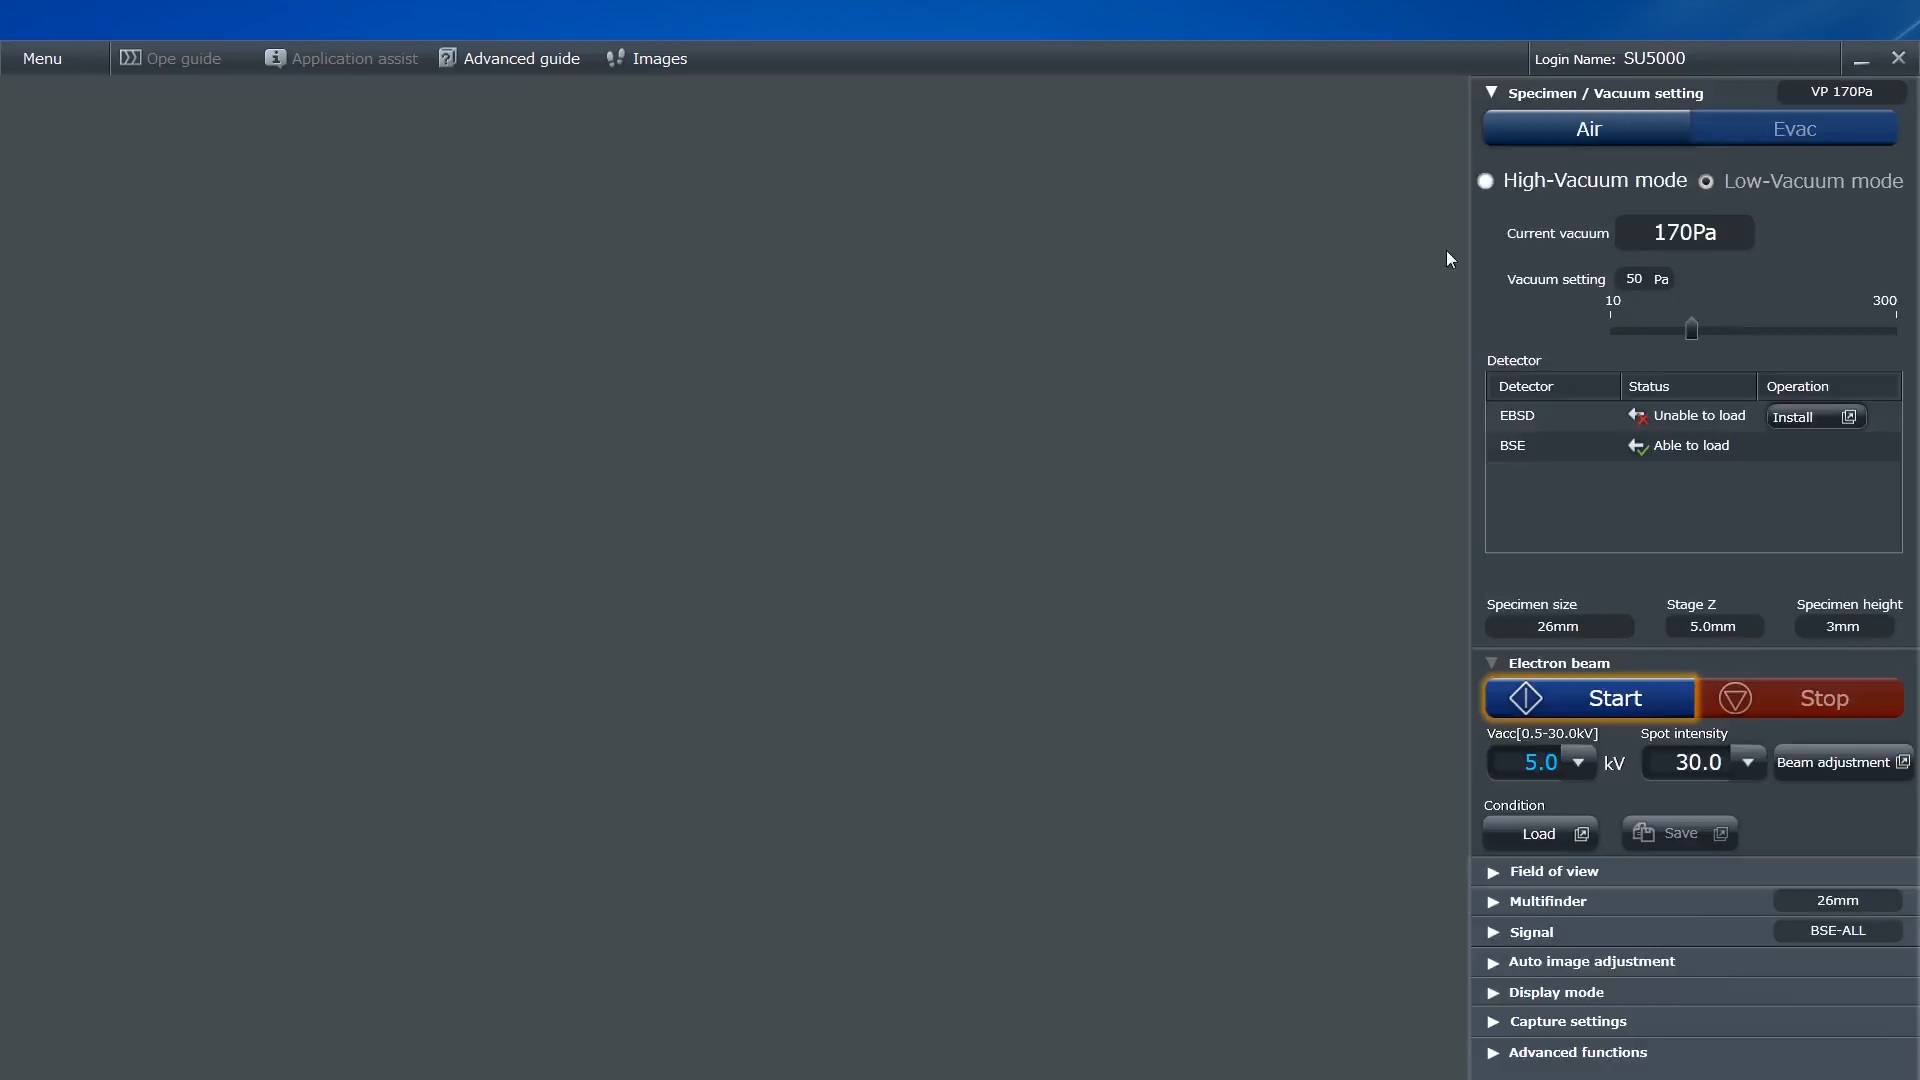 Menu Ope guide Application assist Advanced guide Images Login Name: SU5000
Specimen / Vacuum setting VP 170Pa
Air Evac
High-Vacuum mode Low-Vacuum mode
Current vacuum 170Pa
Vacuum setting 50 Pa
10 300
Detector
Detector Status Operation
EBSD Unable to load Install
BSE Able to load
Specimen size Stage Z Specimen height
26mm 5.0mm 3mm
Electron beam
Start Stop
Vacc[0.5-30.0kV] Spot intensity
5.0 kV 30.0 Beam adjustment
Condition
Load Save
Field of view
Multifinder 26mm
Signal BSE-ALL
Auto image adjustment
Display mode
Capture settings
Advanced functions